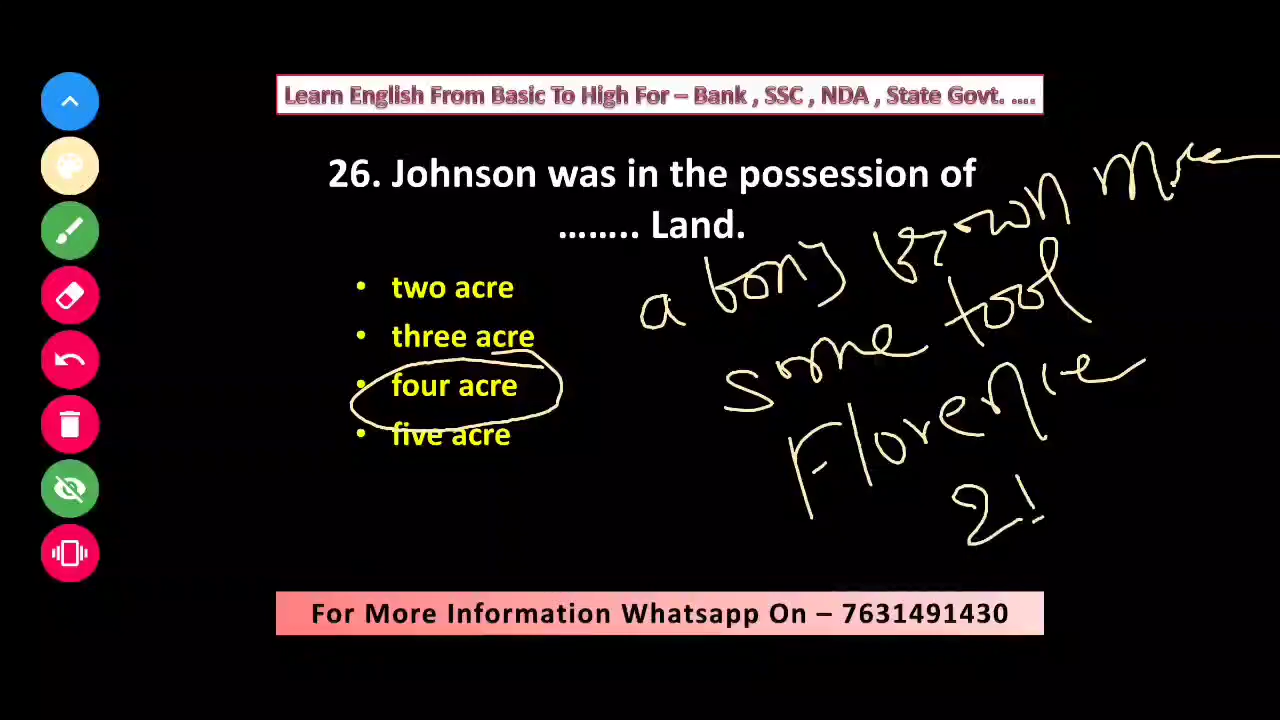 Learn English From Basic To High For – Bank , SSC , NDA , State Govt. ....
26. Johnson was in the possession of
…….. Land.
• two acre
• three acre
• four acre
• five acre
a bony brown
some tool
Florence
2!
For More Information Whatsapp On – 7631491430